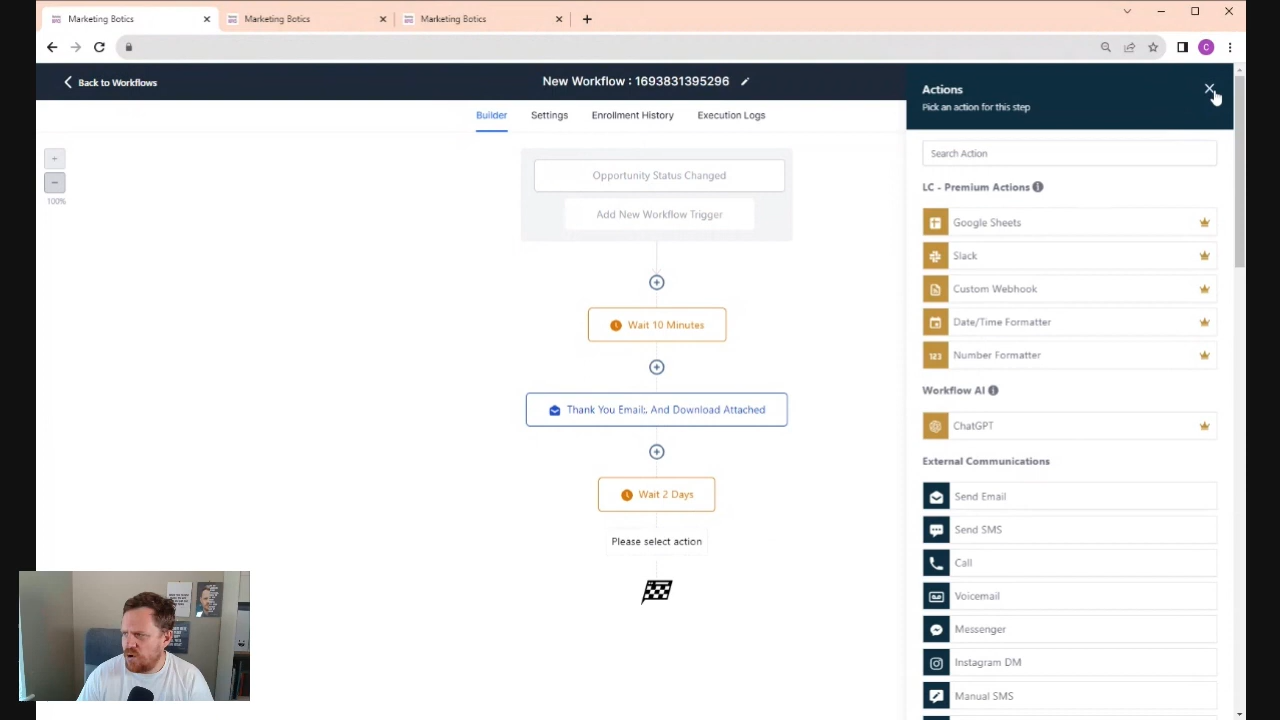 Marketing Botics
Marketing Botics
Marketing Botics
C
Back to Workflows
New Workflow : 1693831395296
Builder
Settings
Enrollment History
Execution Logs
100%
Opportunity Status Changed
Add New Workflow Trigger
Wait 10 Minutes
Thank You Email:. And Download Attached
Wait 2 Days
Please select action
Actions
Pick an action for this step
Search Action
LC - Premium Actions
Google Sheets
Slack
Custom Webhook
Date/Time Formatter
123 Number Formatter
Workflow AI
ChatGPT
External Communications
Send Email
Send SMS
Call
Voicemail
Messenger
Instagram DM
Manual SMS